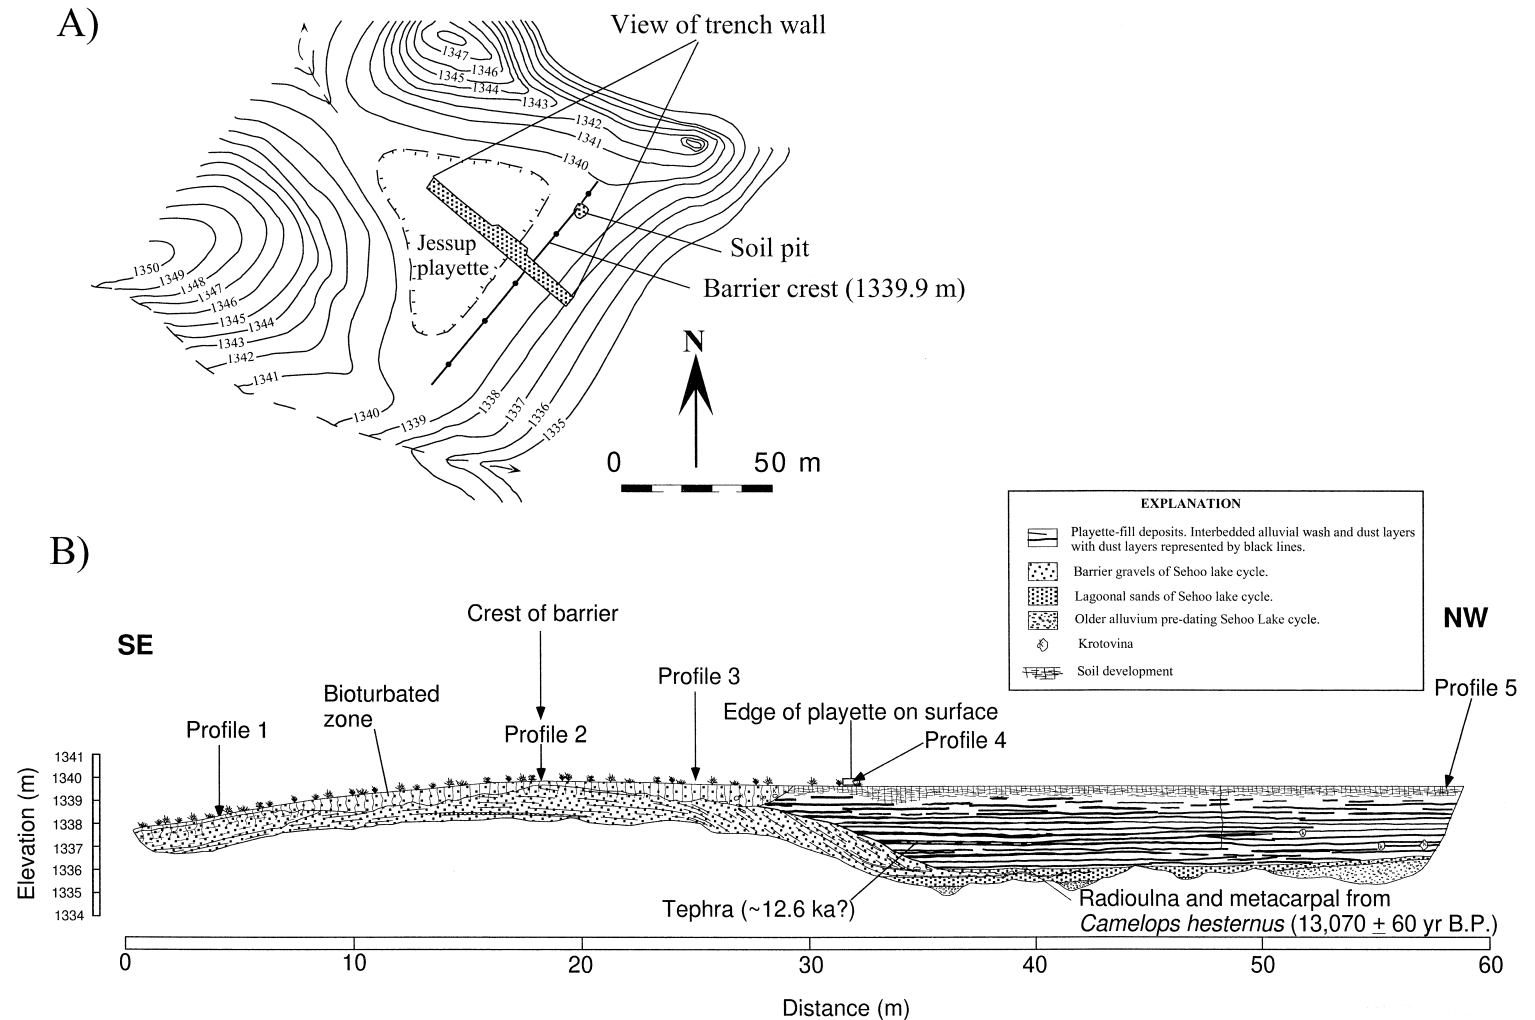 A)
View of trench wall
1347
1346
1345
1344
1343
1342
1341
1340
Jessup
playette
Soil pit
Barrier crest (1339.9 m)
1350
1349
1348
1347
1346
1345
1344
1343
1342
1341
1340
1339
1338
1337
1336
1335
N
0 50 m
EXPLANATION
Playette-fill deposits. Interbedded alluvial wash and dust layers
with dust layers represented by black lines.
Barrier gravels of Sehoo lake cycle.
Lagoonal sands of Sehoo lake cycle.
Older alluvium pre-dating Sehoo Lake cycle.
Krotovina
Soil development
B)
SE
NW
Crest of barrier
Profile 1
Bioturbated
zone
Profile 2
Profile 3
Edge of playette on surface
Profile 4
Profile 5
Elevation (m)
1341
1340
1339
1338
1337
1336
1335
1334
Tephra (~12.6 ka?)
Radioulna and metacarpal from
Camelops hesternus (13,070 ± 60 yr B.P.)
0 10 20 30 40 50 60
Distance (m)